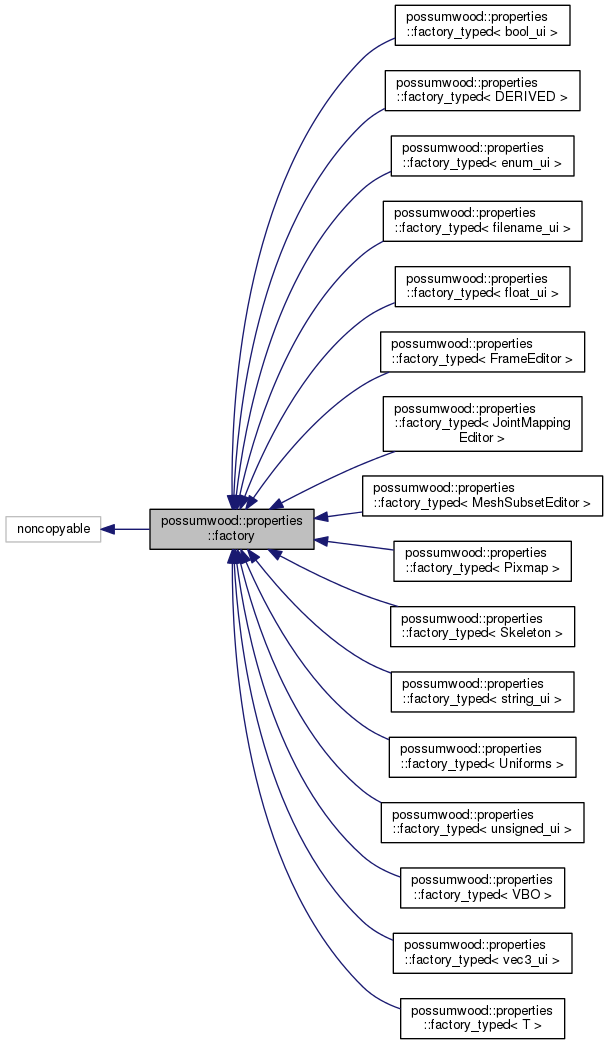 possumwood::properties
::factory_typed< bool_ui >
possumwood::properties
::factory_typed< DERIVED >
possumwood::properties
::factory_typed< enum_ui >
possumwood::properties
::factory_typed< filename_ui >
possumwood::properties
::factory_typed< float_ui >
possumwood::properties
::factory_typed< FrameEditor >
possumwood::properties
::factory_typed< JointMapping
Editor >
possumwood::properties
::factory_typed< MeshSubsetEditor >
noncopyable
possumwood::properties
::factory
possumwood::properties
::factory_typed< Pixmap >
possumwood::properties
::factory_typed< Skeleton >
possumwood::properties
::factory_typed< string_ui >
possumwood::properties
::factory_typed< Uniforms >
possumwood::properties
::factory_typed< unsigned_ui >
possumwood::properties
::factory_typed< VBO >
possumwood::properties
::factory_typed< vec3_ui >
possumwood::properties
::factory_typed< T >